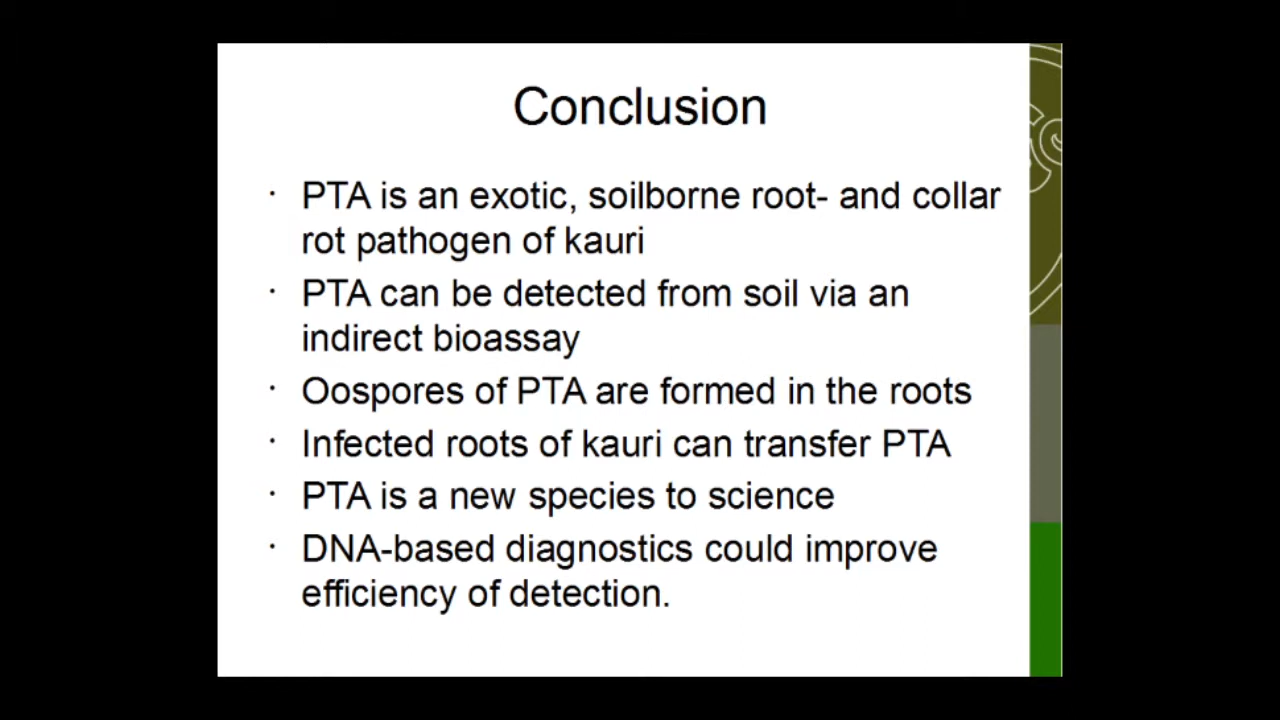 Conclusion
· PTA is an exotic, soilborne root- and collar
rot pathogen of kauri
· PTA can be detected from soil via an
indirect bioassay
· Oospores of PTA are formed in the roots
· Infected roots of kauri can transfer PTA
· PTA is a new species to science
· DNA-based diagnostics could improve
efficiency of detection.